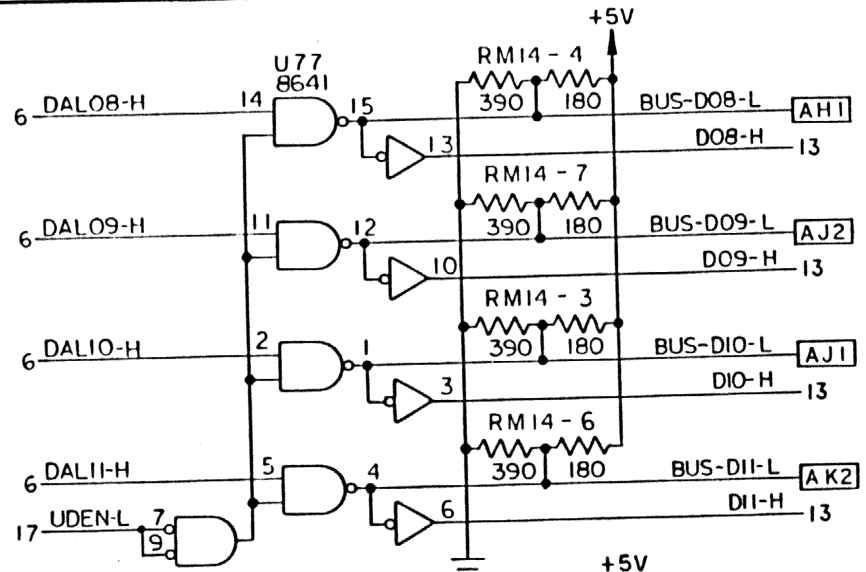 +5V
U77
8641
RM14-4
390 180
6 DAL08-H 14 15 BUS-D08-L AH1
13 D08-H 13
RM14-7
390 180
6 DAL09-H 11 12 BUS-D09-L AJ2
10 D09-H 13
RM14-3
390 180
6 DAL10-H 2 1 BUS-D10-L AJ1
3 D10-H 13
RM14-6
390 180
6 DAL11-H 5 4 BUS-D11-L AK2
6 D11-H 13
17 UDEN-L 7
9
+5V